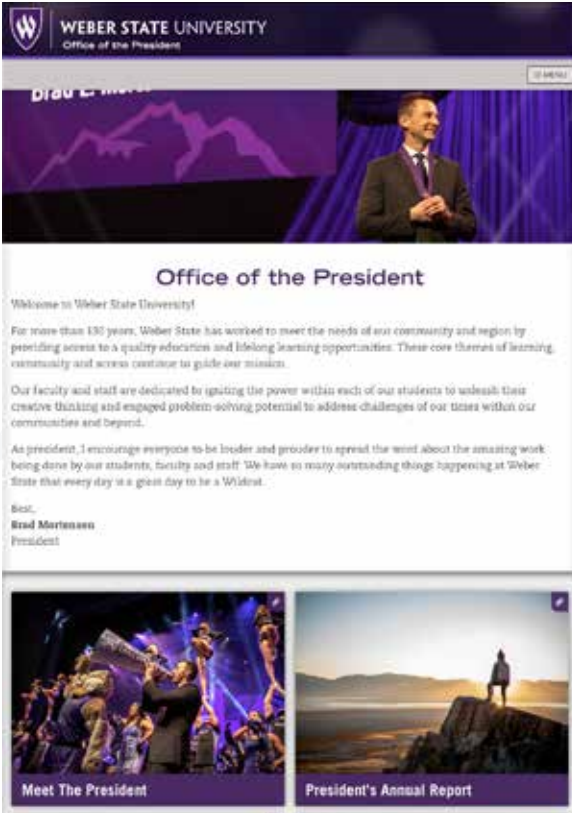 WEBER STATE UNIVERSITY
Office of the President
MENU
Office of the President
Welcome to Weber State University!
For more than 130 years, Weber State has worked to meet the needs of our community and region by
providing access to a quality education and lifelong learning opportunities. These core themes of learning,
community and access continue to guide our mission.
Our faculty and staff are dedicated to igniting the power within each of our students to unleash their
creative thinking and engaged problem-solving potential to address challenges of our times within our
communities and beyond.
As president, I encourage everyone to be louder and prouder to spread the word about the amazing work
being done by our students, faculty and staff. We have so many outstanding things happening at Weber
State that every day is a great day to be a Wildcat.
Best,
Brad Mortensen
President
Meet The President
President's Annual Report